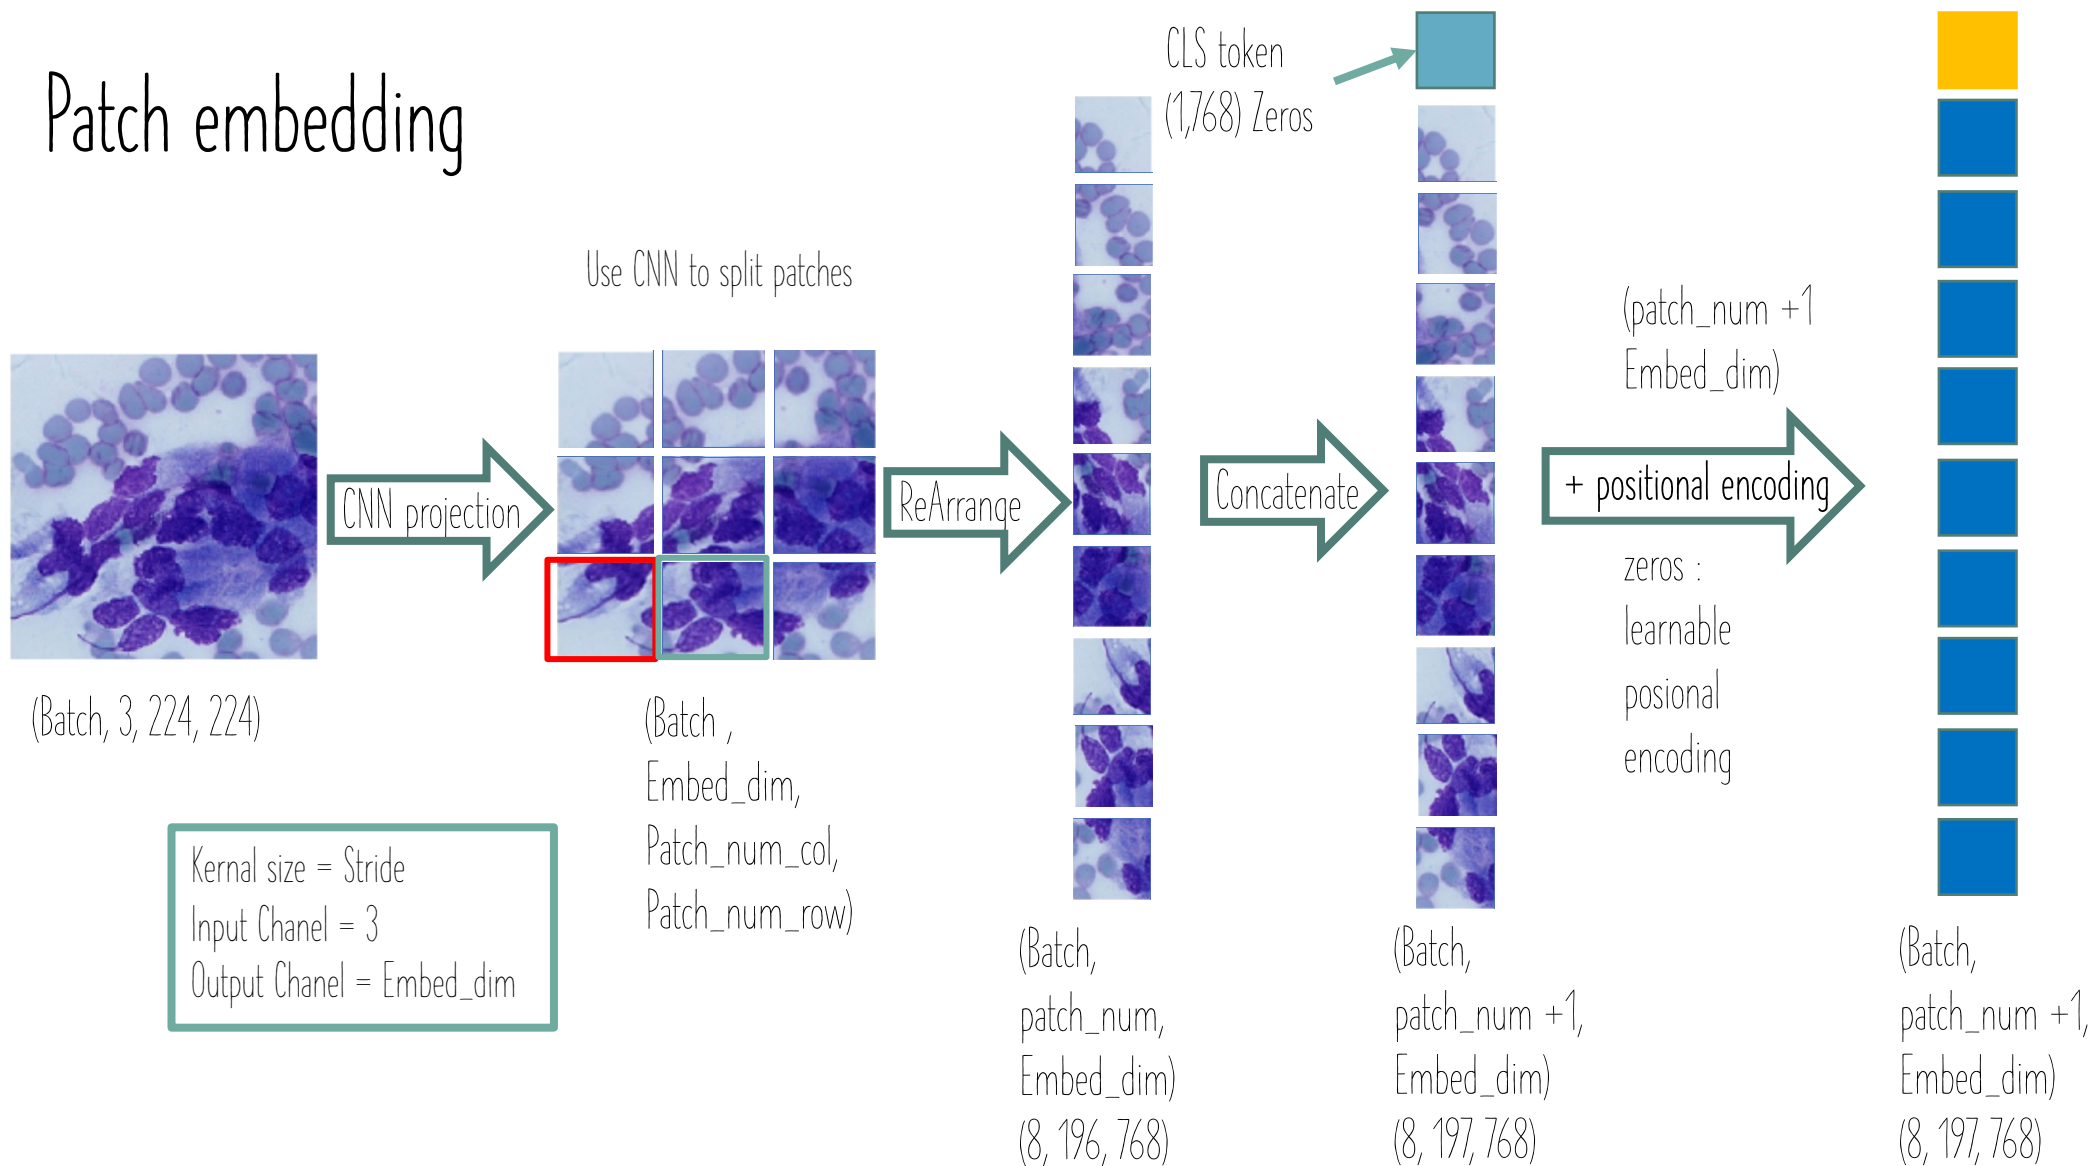 Patch embedding
CLS token
(1,768) Zeros
Use CNN to split patches
(patch_num +1
Embed_dim)
CNN projection
ReArrange
Concatenate
+ positional encoding
zeros :
learnable
posional
encoding
(Batch, 3, 224, 224)
(Batch ,
Embed_dim,
Patch_num_col,
Patch_num_row)
Kernal size = Stride
Input Chanel = 3
Output Chanel = Embed_dim
(Batch,
patch_num,
Embed_dim)
(8, 196, 768)
(Batch,
patch_num +1,
Embed_dim)
(8, 197, 768)
(Batch,
patch_num +1,
Embed_dim)
(8, 197, 768)